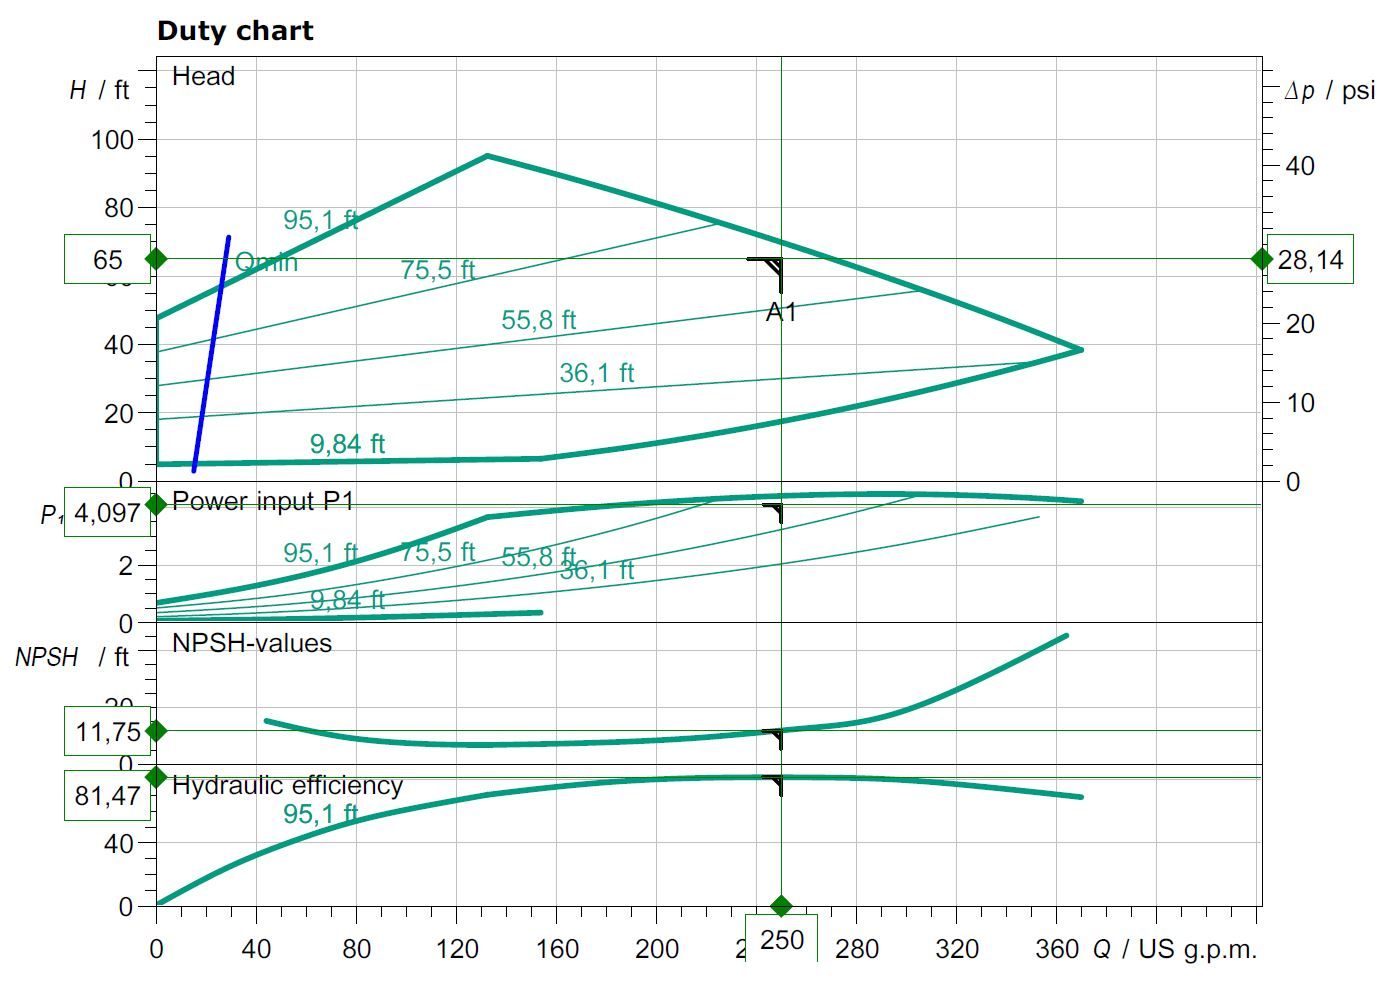 Duty chart
Head
H / ft
Δp / psi
100
80
65
40
20
0
40
28,14
20
10
0
95,1 ft
Qmin
75,5 ft
55,8 ft
36,1 ft
9,84 ft
A1
Power input P1
P₁
4,097
2
0
95,1 ft
75,5 ft
55,8 ft
36,1 ft
9,84 ft
NPSH-values
NPSH / ft
20
11,75
0
Hydraulic efficiency
81,47
95,1 ft
40
0
0 40 80 120 160 200 250 280 320 360 Q / US g.p.m.